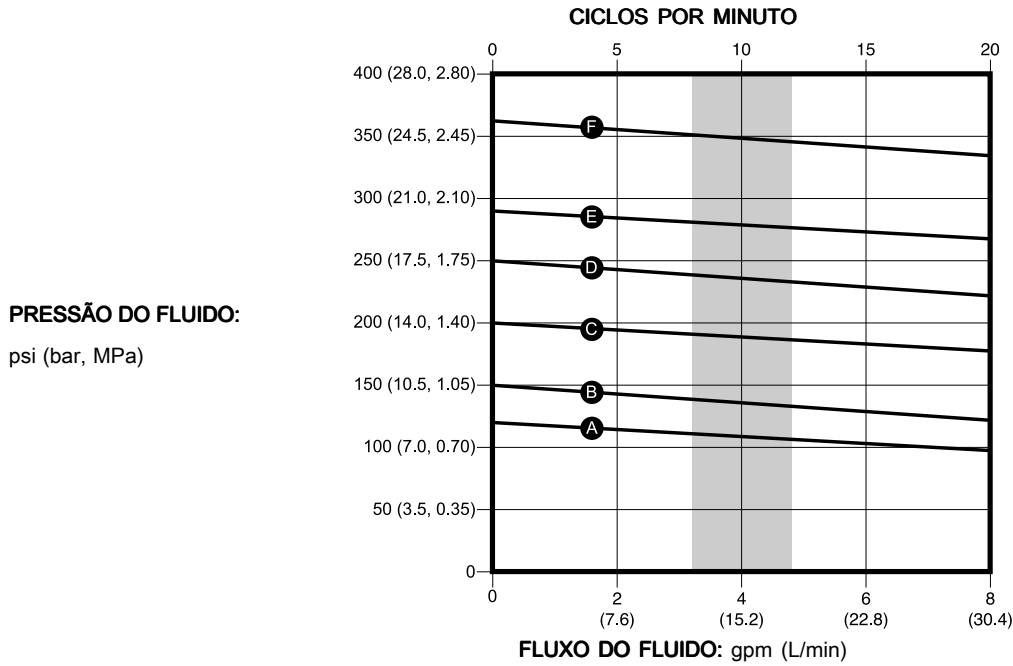 CICLOS POR MINUTO
0 5 10 15 20
400 (28.0, 2.80)
350 (24.5, 2.45)
300 (21.0, 2.10)
250 (17.5, 1.75)
200 (14.0, 1.40)
150 (10.5, 1.05)
100 (7.0, 0.70)
50 (3.5, 0.35)
0
F
E
D
C
B
A
PRESSÃO DO FLUIDO:
psi (bar, MPa)
0 2 4 6 8
(7.6) (15.2) (22.8) (30.4)
FLUXO DO FLUIDO: gpm (L/min)